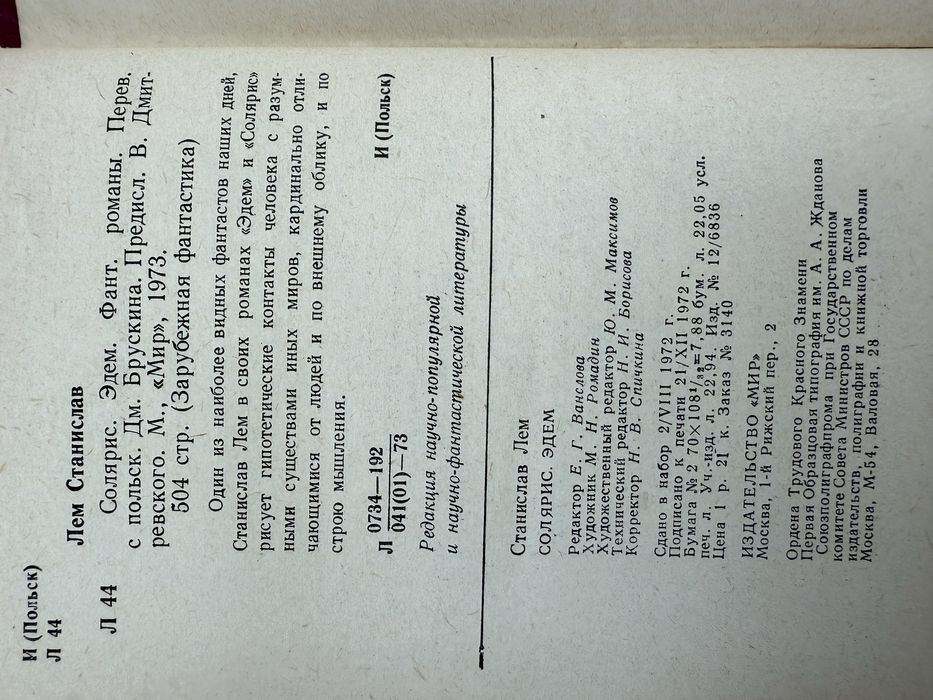 И (Польск)
Л 44
Лем Станислав
Л 44 Солярис. Эдем. Фант. романы. Перев.
с польск. Дм. Брускина. Предисл. В. Дмит-
ревского. М., «Мир», 1973.
504 стр. (Зарубежная фантастика)
Один из наиболее видных фантастов наших дней,
Станислав Лем в своих романах «Эдем» и «Солярис»
рисует гипотетические контакты человека с разум-
ными существами иных миров, кардинально отли-
чающимися от людей и по внешнему облику, и по
строю мышления.
Л 0734—192
041(01)—73
И (Польск)
Редакция научно-популярной
и научно-фантастической литературы
Станислав Лем
СОЛЯРИС. ЭДЕМ
Редактор Е. Г. Ванслова
Художник М. Н. Ромадин
Художественный редактор Ю. М. Максимов
Технический редактор Н. И. Борисова
Корректор Н. В. Спичкина
Сдано в набор 2/VIII 1972 г.
Подписано к печати 21/XII 1972 г.
Бумага № 2 70×108¹/₃₂=7,88 бум. л. 22,05 усл.
печ. л. Уч.-изд. л. 22,94. Изд. № 12/6836
Цена 1 р. 21 к. Заказ № 3140
ИЗДАТЕЛЬСТВО «МИР»
Москва, 1-й Рижский пер., 2
Ордена Трудового Красного Знамени
Первая Образцовая типография им. А. А. Жданова
Союзполиграфпрома при Государственном
комитете Совета Министров СССР по делам
издательств, полиграфии и книжной торговли
Москва, М-54, Валовая, 28